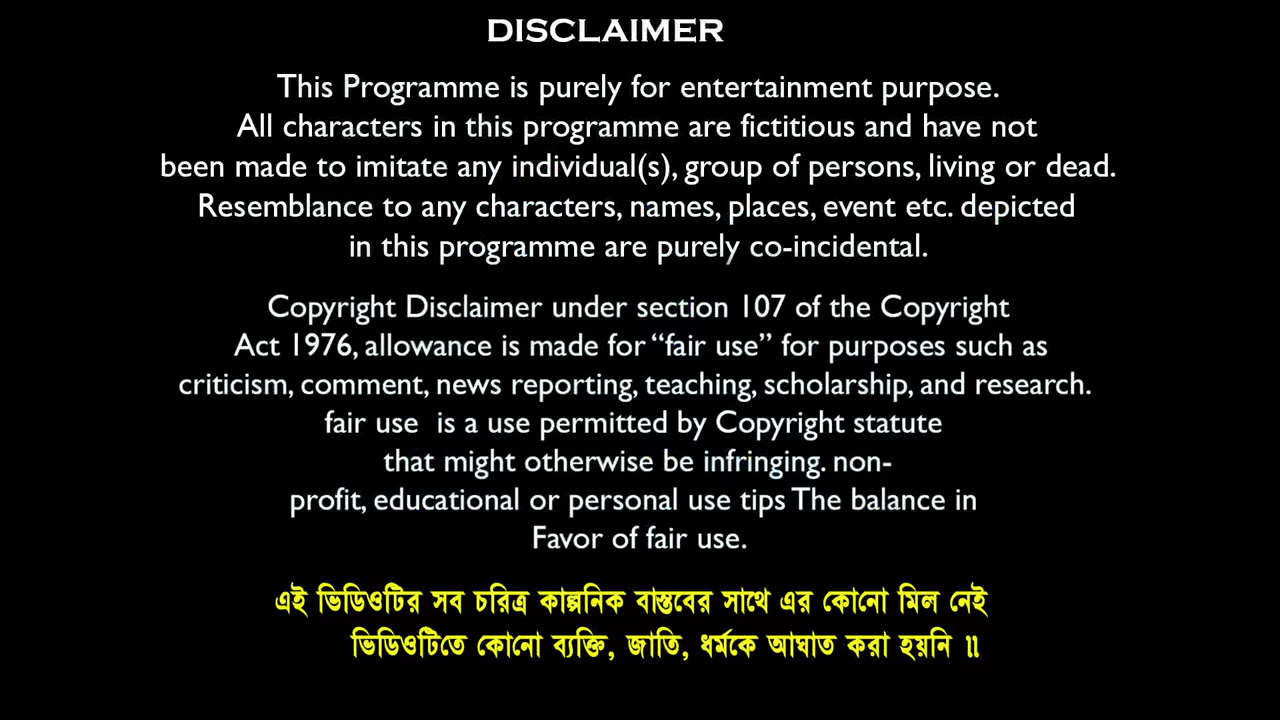 DISCLAIMER
This Programme is purely for entertainment purpose.
All characters in this programme are fictitious and have not
been made to imitate any individual(s), group of persons, living or dead.
Resemblance to any characters, names, places, event etc. depicted
in this programme are purely co-incidental.
Copyright Disclaimer under section 107 of the Copyright
Act 1976, allowance is made for “fair use” for purposes such as
criticism, comment, news reporting, teaching, scholarship, and research.
fair use is a use permitted by Copyright statute
that might otherwise be infringing. non-
profit, educational or personal use tips The balance in
Favor of fair use.
এই ভিডিওটির সব চরিত্র কাল্পনিক বাস্তবের সাথে এর কোনো মিল নেই
ভিডিওটিতে কোনো ব্যক্তি, জাতি, ধর্মকে আঘাত করা হয়নি ॥